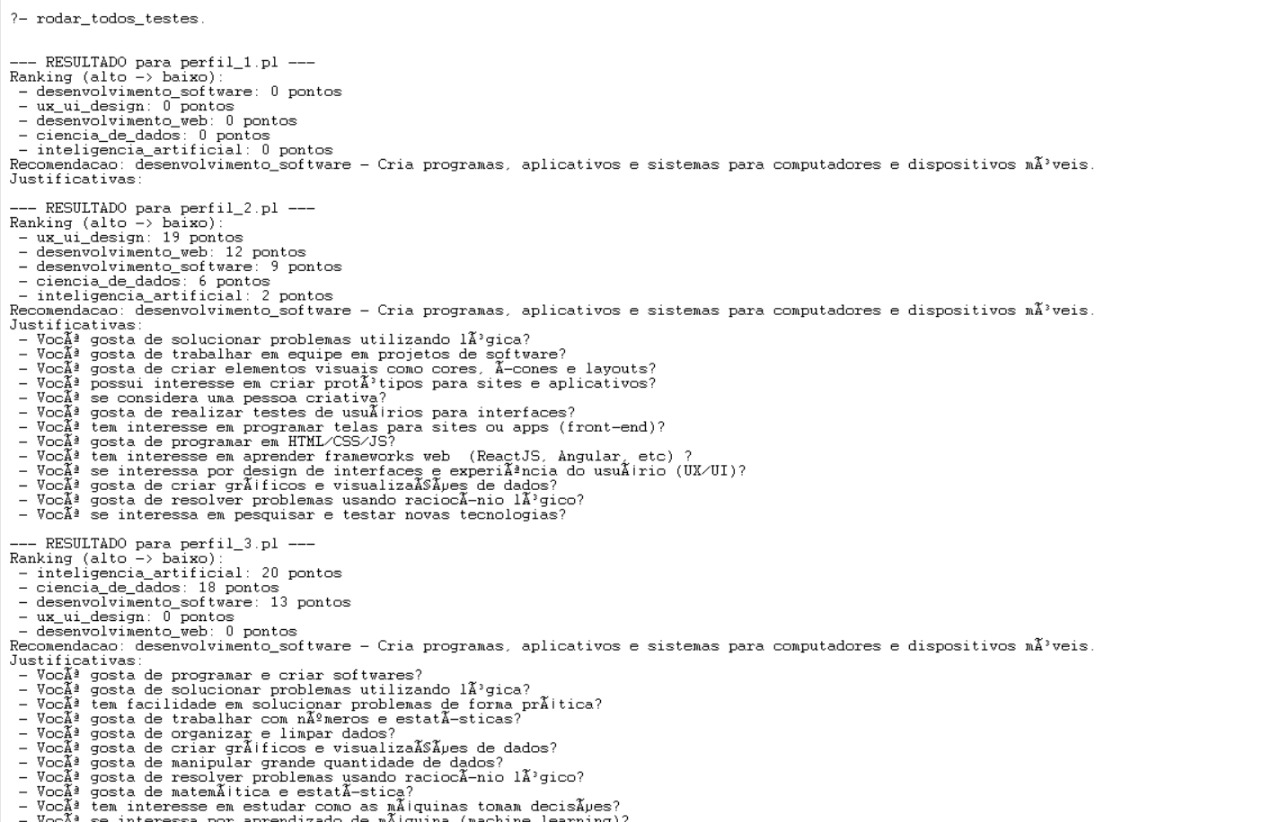 ?- rodar_todos_testes.
--- RESULTADO para perfil_1.pl ---
Ranking (alto -> baixo):
- desenvolvimento_software: 0 pontos
- ux_ui_design: 0 pontos
- desenvolvimento_web: 0 pontos
- ciencia_de_dados: 0 pontos
- inteligencia_artificial: 0 pontos
Recomendacao: desenvolvimento_software - Cria programas, aplicativos e sistemas para computadores e dispositivos mÃ³veis.
Justificativas:
--- RESULTADO para perfil_2.pl ---
Ranking (alto -> baixo):
- ux_ui_design: 19 pontos
- desenvolvimento_web: 12 pontos
- desenvolvimento_software: 9 pontos
- ciencia_de_dados: 6 pontos
- inteligencia_artificial: 2 pontos
Recomendacao: desenvolvimento_software - Cria programas, aplicativos e sistemas para computadores e dispositivos mÃ³veis.
Justificativas:
- VocÃª gosta de solucionar problemas utilizando lÃ³gica?
- VocÃª gosta de trabalhar em equipe em projetos de software?
- VocÃª gosta de criar elementos visuais como cores, Ã-cones e layouts?
- VocÃª possui interesse em criar protÃ³tipos para sites e aplicativos?
- VocÃª se considera uma pessoa criativa?
- VocÃª gosta de realizar testes de usuÃ¡rios para interfaces?
- VocÃª tem interesse em programar telas para sites ou apps (front-end)?
- VocÃª gosta de programar em HTML/CSS/JS?
- VocÃª tem interesse em aprender frameworks web  (ReactJS, Angular, etc) ?
- VocÃª se interessa por design de interfaces e experiÃªncia do usuÃ¡rio (UX/UI)?
- VocÃª gosta de criar grÃ¡ficos e visualizaÃ§Ãµes de dados?
- VocÃª gosta de resolver problemas usando raciocÃ-nio lÃ³gico?
- VocÃª se interessa em pesquisar e testar novas tecnologias?
--- RESULTADO para perfil_3.pl ---
Ranking (alto -> baixo):
- inteligencia_artificial: 20 pontos
- ciencia_de_dados: 18 pontos
- desenvolvimento_software: 13 pontos
- ux_ui_design: 0 pontos
- desenvolvimento_web: 0 pontos
Recomendacao: desenvolvimento_software - Cria programas, aplicativos e sistemas para computadores e dispositivos mÃ³veis.
Justificativas:
- VocÃª gosta de programar e criar softwares?
- VocÃª gosta de solucionar problemas utilizando lÃ³gica?
- VocÃª tem facilidade em solucionar problemas de forma prÃ¡tica?
- VocÃª gosta de trabalhar com nÃºmeros e estatÃ-sticas?
- VocÃª gosta de organizar e limpar dados?
- VocÃª gosta de criar grÃ¡ficos e visualizaÃ§Ãµes de dados?
- VocÃª gosta de manipular grande quantidade de dados?
- VocÃª gosta de resolver problemas usando raciocÃ-nio lÃ³gico?
- VocÃª gosta de matemÃ¡tica e estatÃ-stica?
- VocÃª tem interesse em estudar como as mÃ¡quinas tomam decisÃµes?
- VocÃª se interessa por aprendizado de mÃ¡quina (machine learning)?